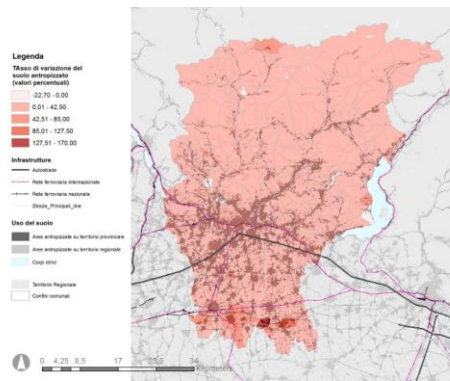 Legenda
TAsso di variazione del
suolo antropizzato
(valori percentuali)
-22,70 - 0,00
0,01 - 42,50
42,51 - 85,00
85,01 - 127,50
127,51 - 170,00
Infrastrutture
Autostrade
Rete ferroviaria internazionale
Rete ferroviaria nazionale
Strade_Principali_line
Uso del suolo
Aree antropizzate su territorio provinciale
Aree antropizzate su territorio regionale
Corpi idrici
Territorio Regionale
Confini comunali
0 4,25 8,5 17 25,5 34
Kilometers